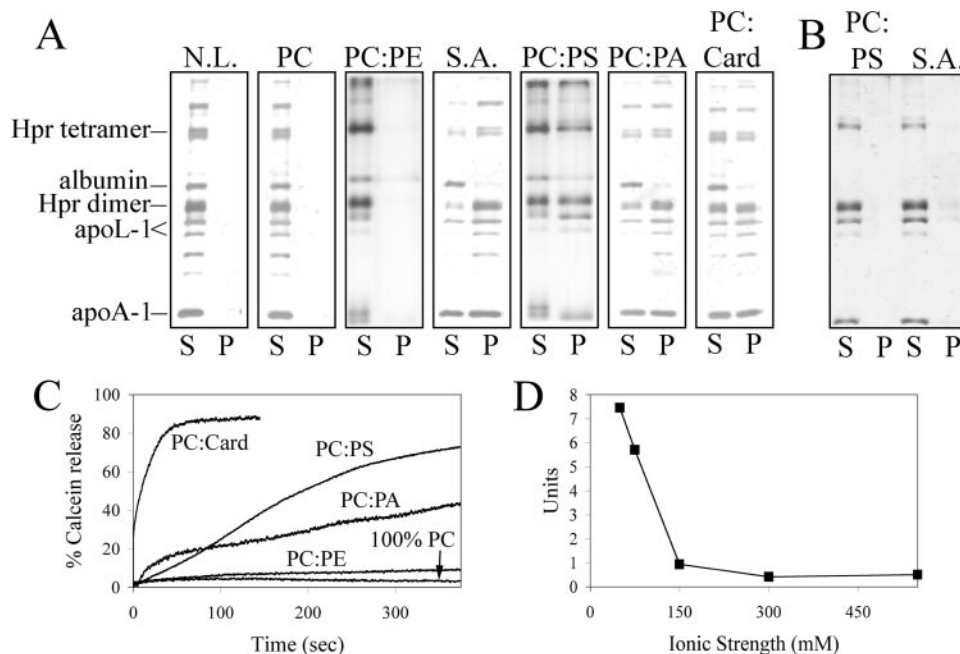 A
N.L.
PC
PC:PE
S.A.
PC:PS
PC:PA
PC:
Card
Hpr tetramer
albumin
Hpr dimer
apoL-1
apoA-1
S P
S P
S P
S P
S P
S P
S P
B
PC:
PS
S.A.
S P S P
C
% Calcein release
100
80
60
40
20
0
PC:Card
PC:PS
PC:PA
PC:PE
100% PC
0 100 200 300
Time (sec)
D
Units
8
7
6
5
4
3
2
1
0
0 150 300 450
Ionic Strength (mM)